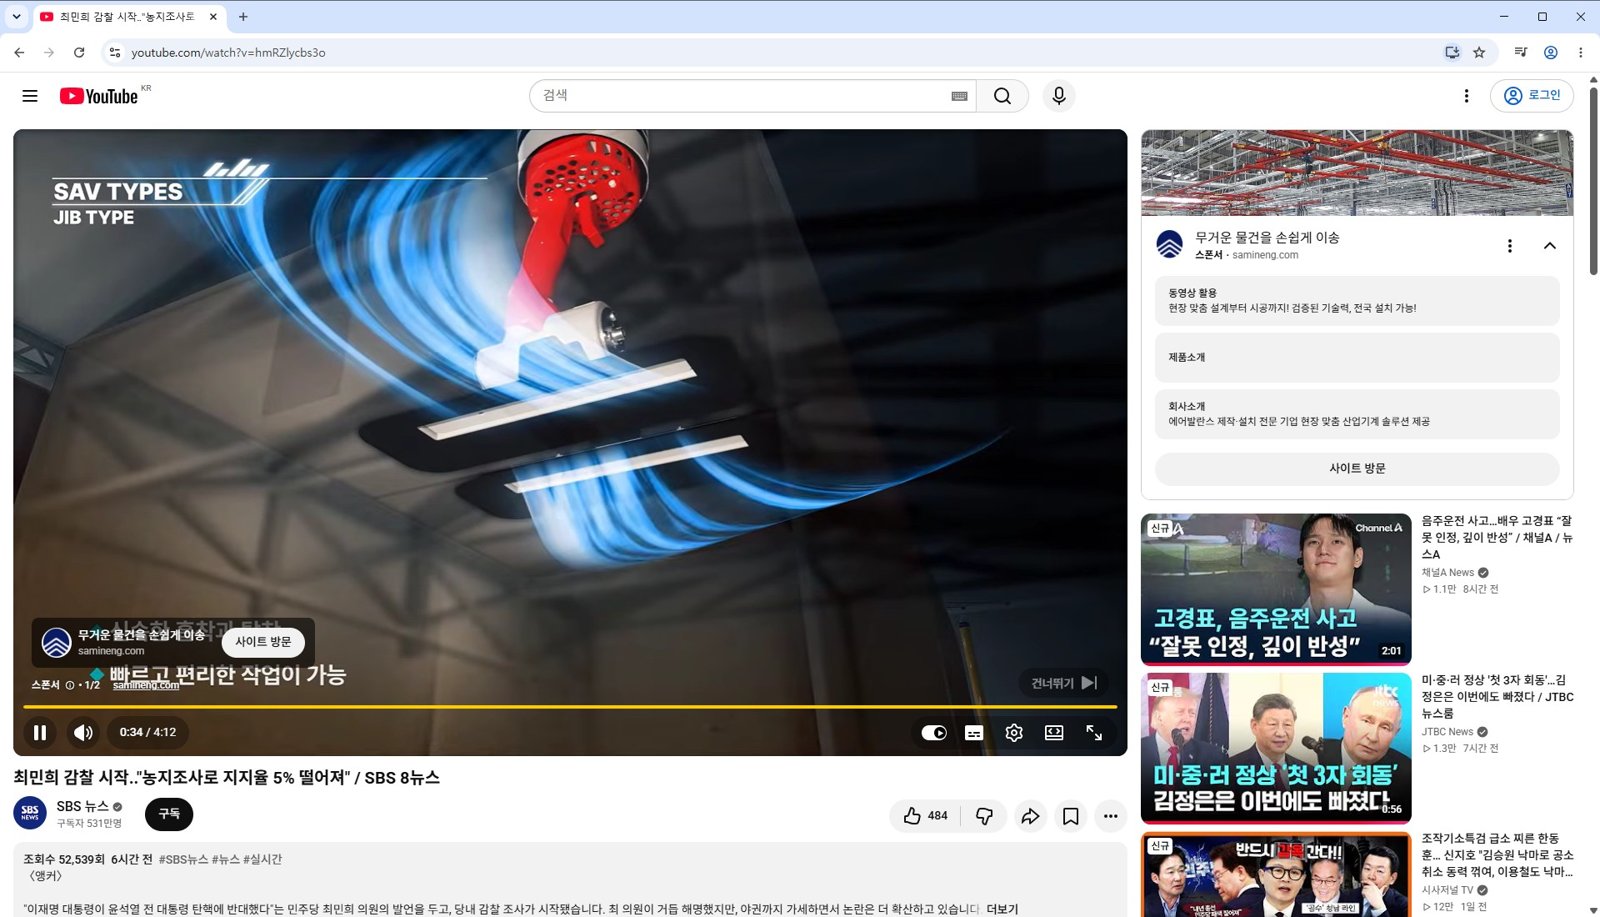 최민희 감찰 시작.."농지조사로
youtube.com/watch?v=hmRZlycbs3o
YouTube KR
검색
로그인
SAV TYPES
JIB TYPE
무거운 물건을 손쉽게 이송
samineng.com
사이트 방문
빠르고 편리한 작업이 가능
스폰서 · 1/2 samineng.com
건너뛰기
0:34 / 4:12
최민희 감찰 시작.."농지조사로 지지율 5% 떨어져" / SBS 8뉴스
SBS NEWS
SBS 뉴스
구독자 531만명
구독
484
조회수 52,539회 6시간 전 #SBS뉴스 #뉴스 #실시간
〈앵커〉
"이재명 대통령이 윤석열 전 대통령 탄핵에 반대했다"는 민주당 최민희 의원의 발언을 두고, 당내 감찰 조사가 시작됐습니다. 최 의원이 거듭 해명했지만, 야권까지 가세하면서 논란은 더 확산하고 있습니다. 더보기
무거운 물건을 손쉽게 이송
스폰서 · samineng.com
동영상 활용
현장 맞춤 설계부터 시공까지! 검증된 기술력, 전국 설치 가능!
제품소개
회사소개
에어발란스 제작·설치 전문 기업 현장 맞춤 산업기계 솔루션 제공
사이트 방문
신규
Channel A
고경표, 음주운전 사고
“잘못 인정, 깊이 반성”
2:01
음주운전 사고…배우 고경표 “잘
못 인정, 깊이 반성” / 채널A / 뉴
스A
채널A News
1.1만 8시간 전
신규
jtbc
news
미·중·러 정상 ‘첫 3자 회동’
김정은은 이번에도 빠졌다
0:56
미·중·러 정상 '첫 3자 회동'…김
정은은 이번에도 빠졌다 / JTBC
뉴스룸
JTBC News
1.3만 7시간 전
신규
반드시 감옥 간다!!
조작기소특검 급소 찌른 한동
훈... 신지호 "김승원 낙마로 공소
취소 동력 꺾여, 이용철도 낙마...
시사저널 TV
12만 1일 전